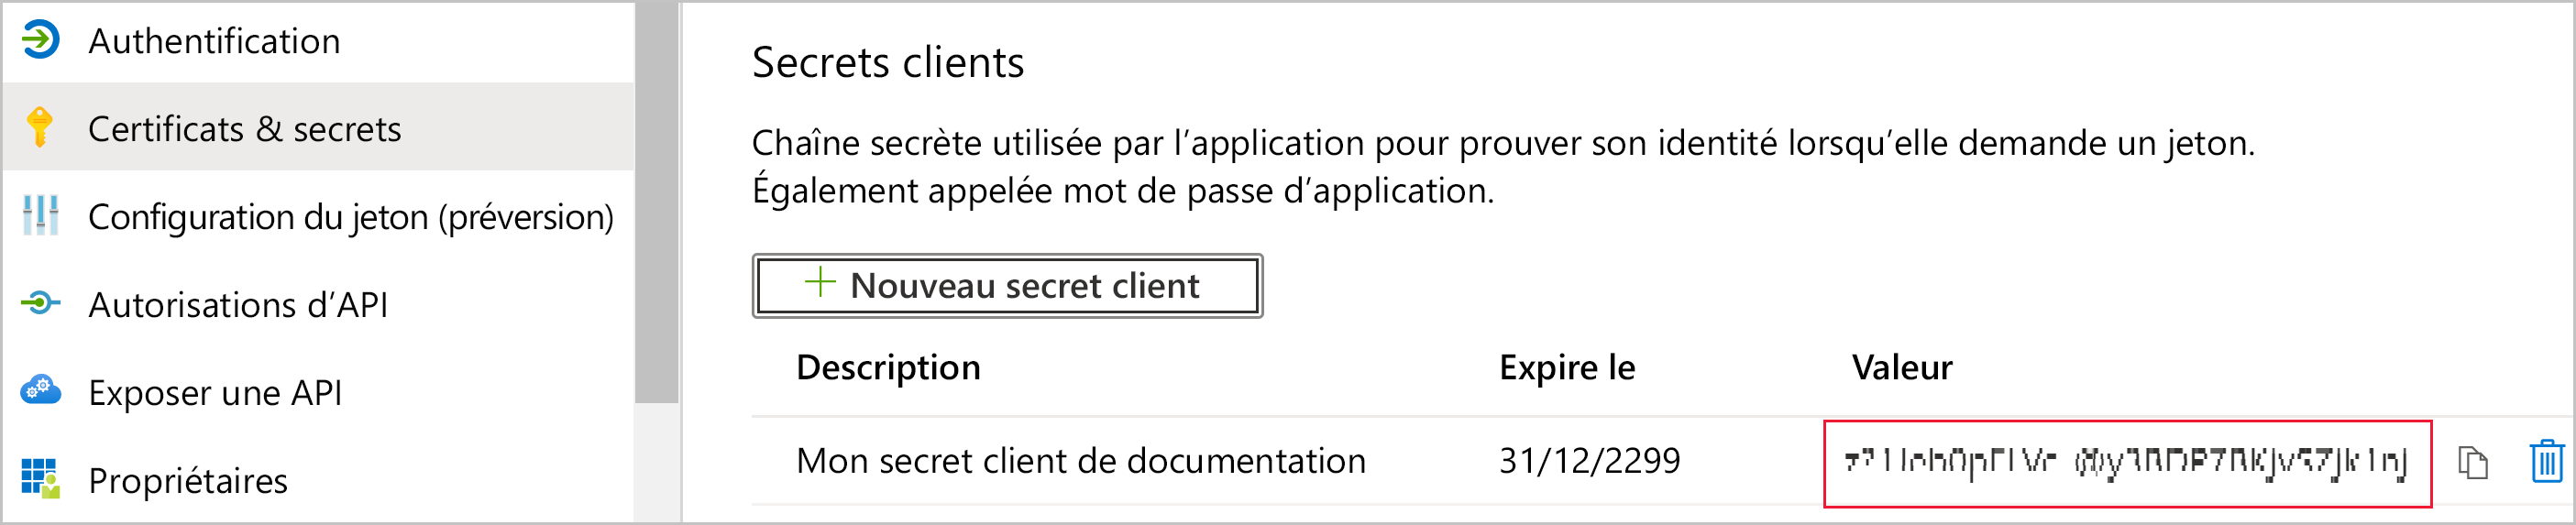 Authentification
Certificats & secrets
Configuration du jeton (préversion)
Autorisations d’API
Exposer une API
Propriétaires
Secrets clients
Chaîne secrète utilisée par l’application pour prouver son identité lorsqu’elle demande un jeton.
Également appelée mot de passe d’application.
Nouveau secret client
Description Expire le Valeur
Mon secret client de documentation 31/12/2299